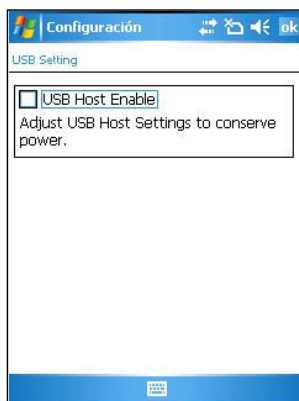 Configuración ok
USB Setting
USB Host Enable
Adjust USB Host Settings to conserve
power.